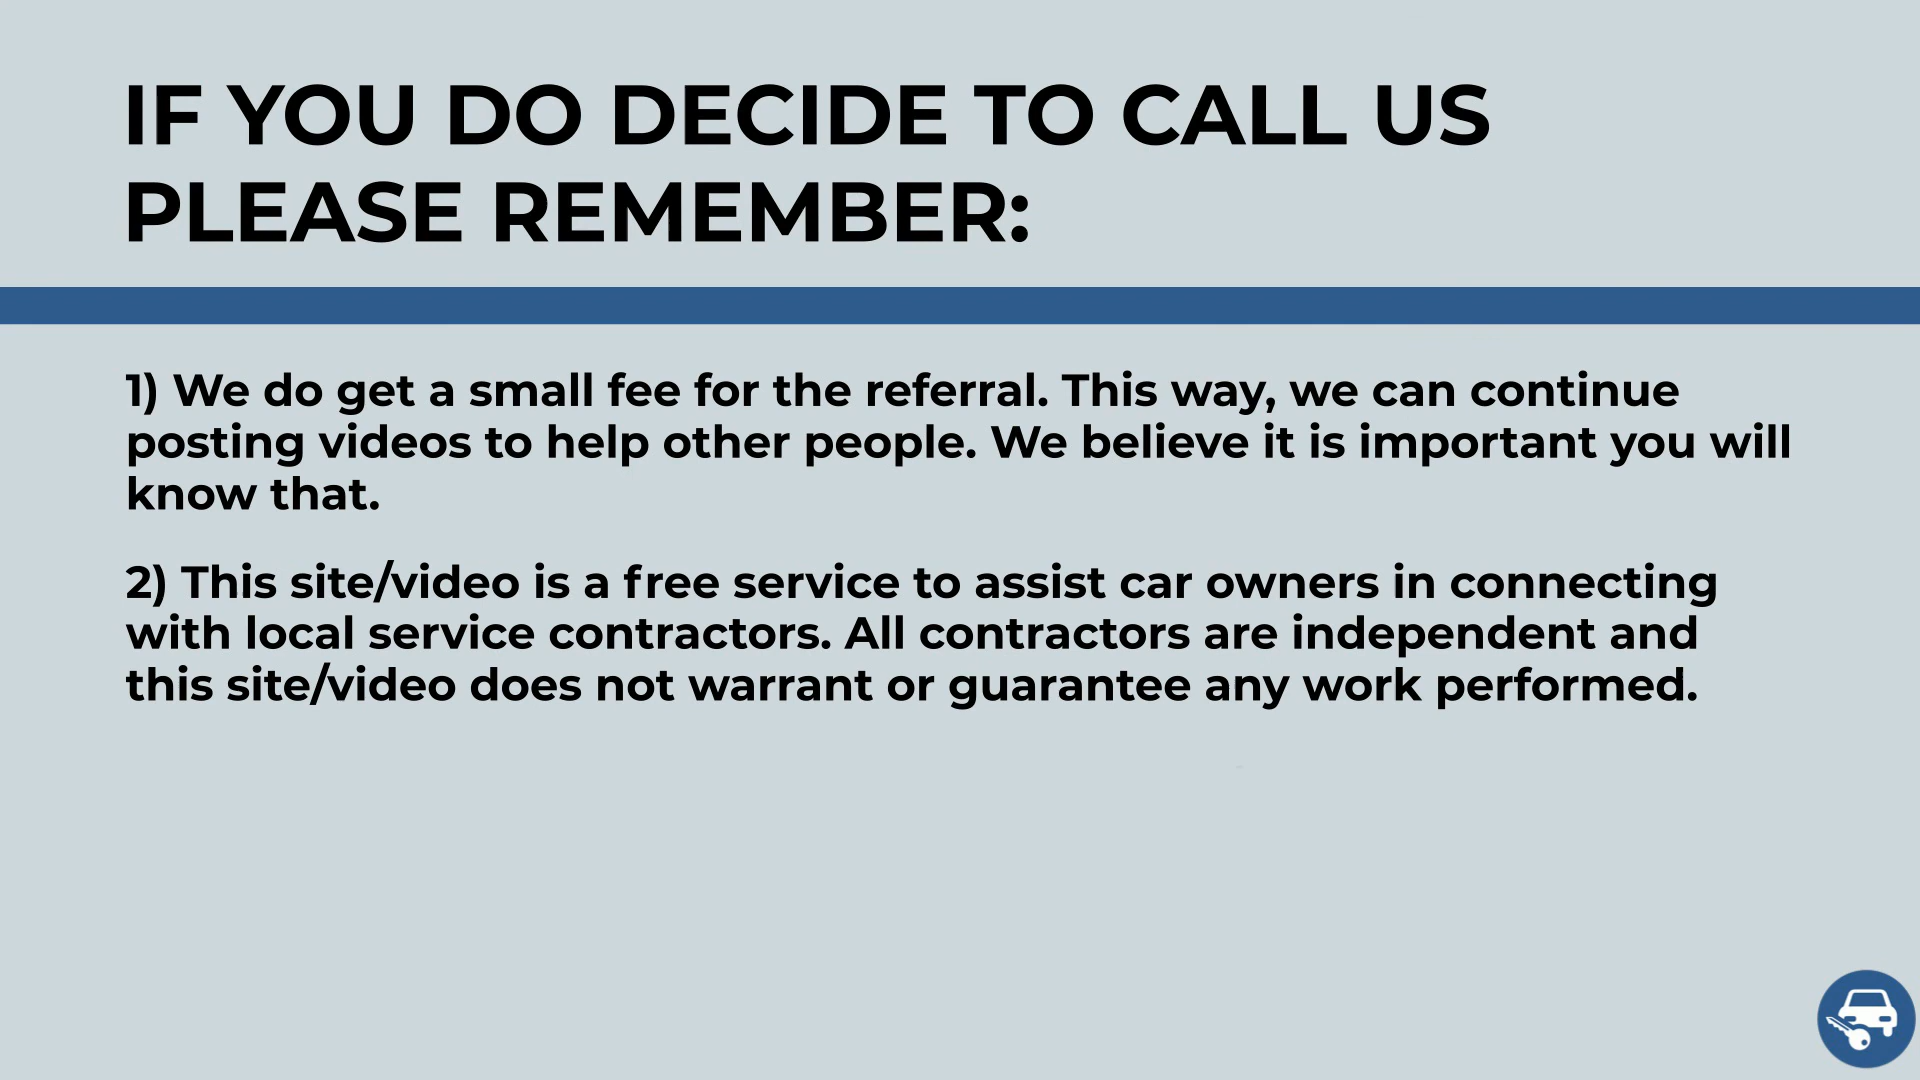 IF YOU DO DECIDE TO CALL US
PLEASE REMEMBER:
1) We do get a small fee for the referral. This way, we can continue
posting videos to help other people. We believe it is important you will
know that.
2) This site/video is a free service to assist car owners in connecting
with local service contractors. All contractors are independent and
this site/video does not warrant or guarantee any work performed.